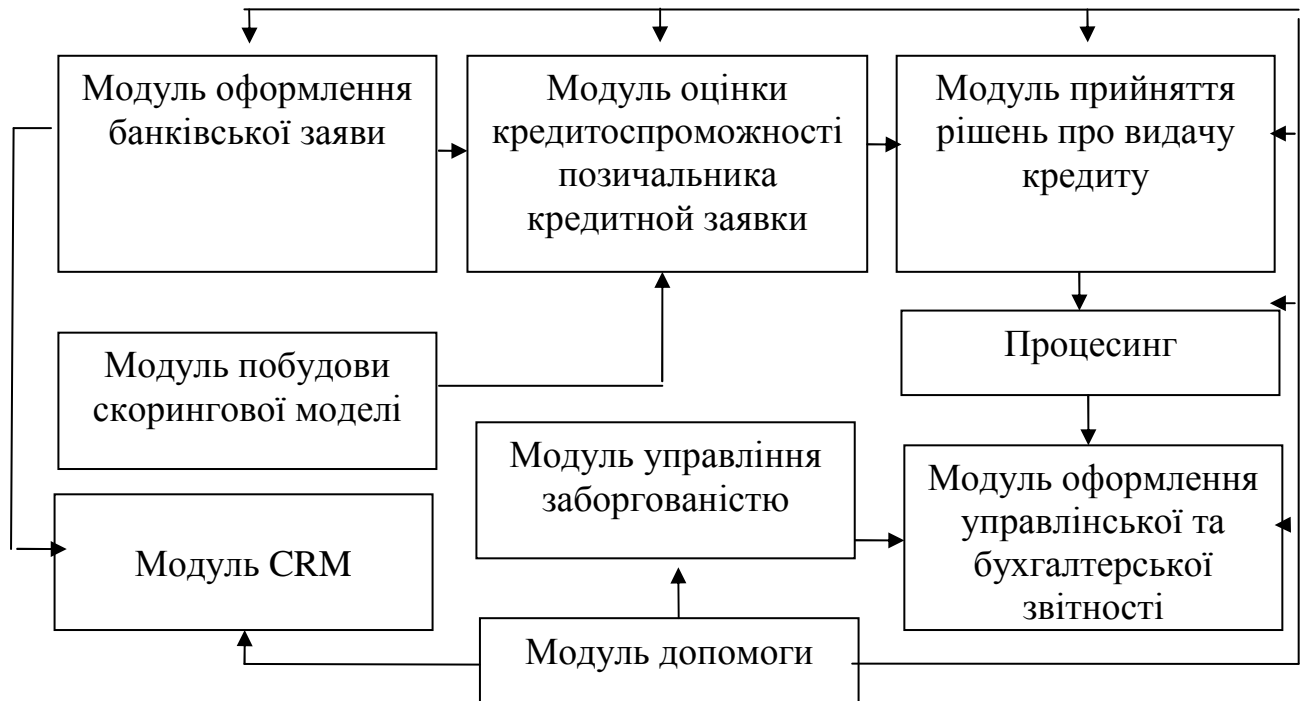 Модуль оформлення
банківської заяви
Модуль оцінки
кредитоспроможності
позичальника
кредитной заявки
Модуль прийняття
рішень про видачу
кредиту
Процесинг
Модуль побудови
скорингової моделі
Модуль управління
заборгованістю
Модуль оформлення
управлінської та
бухгалтерської
звітності
Модуль CRM
Модуль допомоги